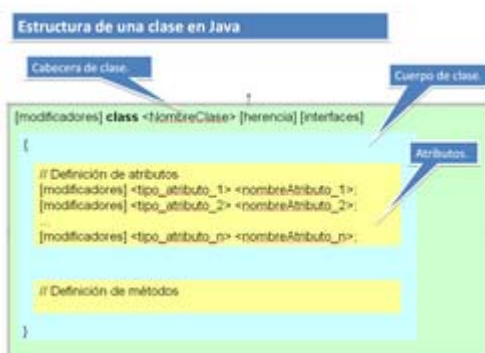 Estructura de una clase en Java
Cabecera de clase.
Cuerpo de clase.
[modificadores] class <NombreClase> [herencia] [interfaces]
{
Atributos.
// Definición de atributos
[modificadores] <tipo_atributo_1> <nombreAtributo_1>;
[modificadores] <tipo_atributo_2> <nombreAtributo_2>;
...
[modificadores] <tipo_atributo_n> <nombreAtributo_n>;
// Definición de métodos
}